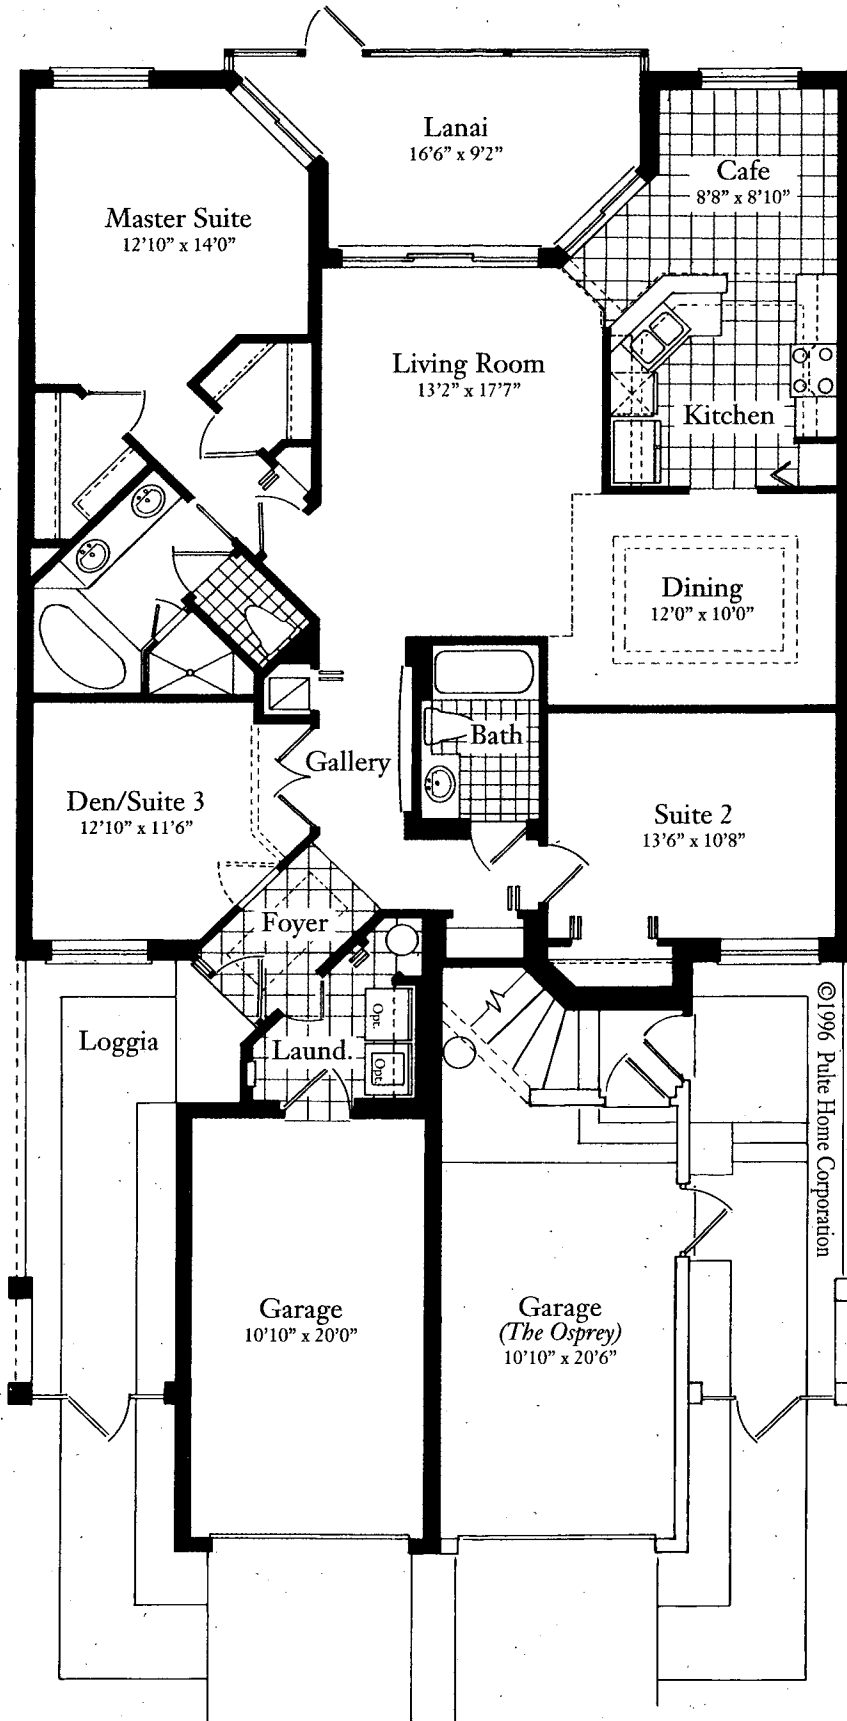 Lanai
16'6" x 9'2"
Cafe
8'8" x 8'10"
Master Suite
12'10" x 14'0"
Living Room
13'2" x 17'7"
Kitchen
Dining
12'0" x 10'0"
Bath
Gallery
Den/Suite 3
12'10" x 11'6"
Suite 2
13'6" x 10'8"
Foyer
Loggia
Laund.
Opt.
Opt.
©1996 Pulte Home Corporation
Garage
10'10" x 20'0"
Garage
(The Osprey)
10'10" x 20'6"